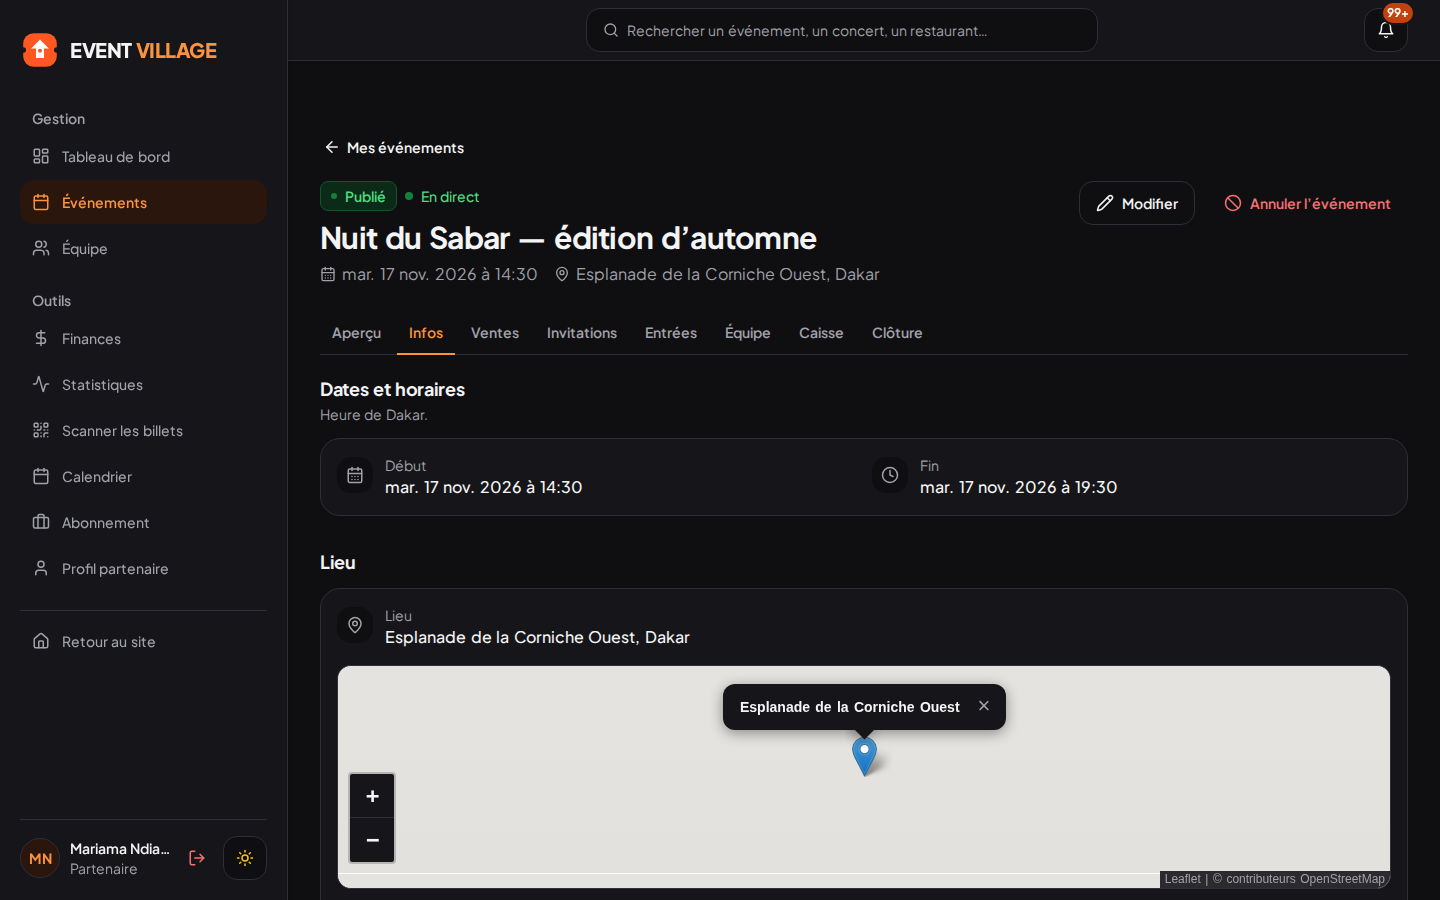 EVENT VILLAGE
Rechercher un événement, un concert, un restaurant…
99+
Gestion
Tableau de bord
Événements
Équipe
Outils
Finances
Statistiques
Scanner les billets
Calendrier
Abonnement
Profil partenaire
Retour au site
MN
Mariama Ndia…
Partenaire
Mes événements
Publié
En direct
Modifier
Annuler l’événement
Nuit du Sabar — édition d’automne
mar. 17 nov. 2026 à 14:30 Esplanade de la Corniche Ouest, Dakar
Aperçu Infos Ventes Invitations Entrées Équipe Caisse Clôture
Dates et horaires
Heure de Dakar.
Début
mar. 17 nov. 2026 à 14:30
Fin
mar. 17 nov. 2026 à 19:30
Lieu
Lieu
Esplanade de la Corniche Ouest, Dakar
Esplanade de la Corniche Ouest ×
+
−
Leaflet | © contributeurs OpenStreetMap